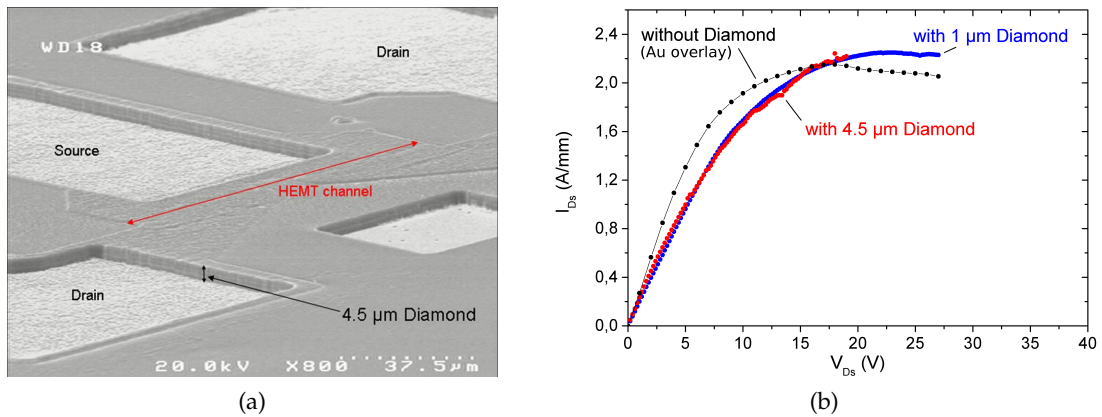 WD18
Drain
Source
HEMT channel
Drain
4.5 µm Diamond
20.0kV X800 37.5µm
(a)
2,4
2,0
1,6
1,2
0,8
0,4
0,0
I_Ds (A/mm)
without Diamond
(Au overlay)
with 1 µm Diamond
with 4.5 µm Diamond
0 5 10 15 20 25 30 35 40
V_Ds (V)
(b)